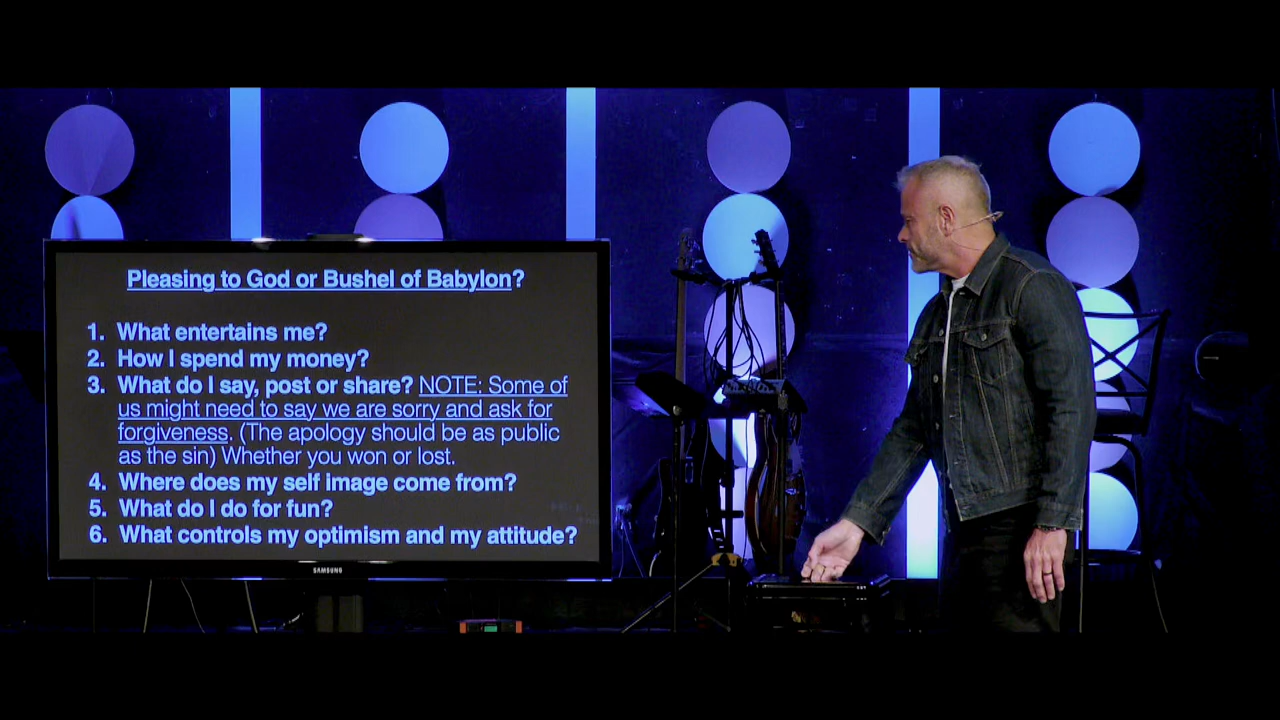 Pleasing to God or Bushel of Babylon?
1. What entertains me?
2. How I spend my money?
3. What do I say, post or share? NOTE: Some of
us might need to say we are sorry and ask for
forgiveness. (The apology should be as public
as the sin) Whether you won or lost.
4. Where does my self image come from?
5. What do I do for fun?
6. What controls my optimism and my attitude?
SAMSUNG